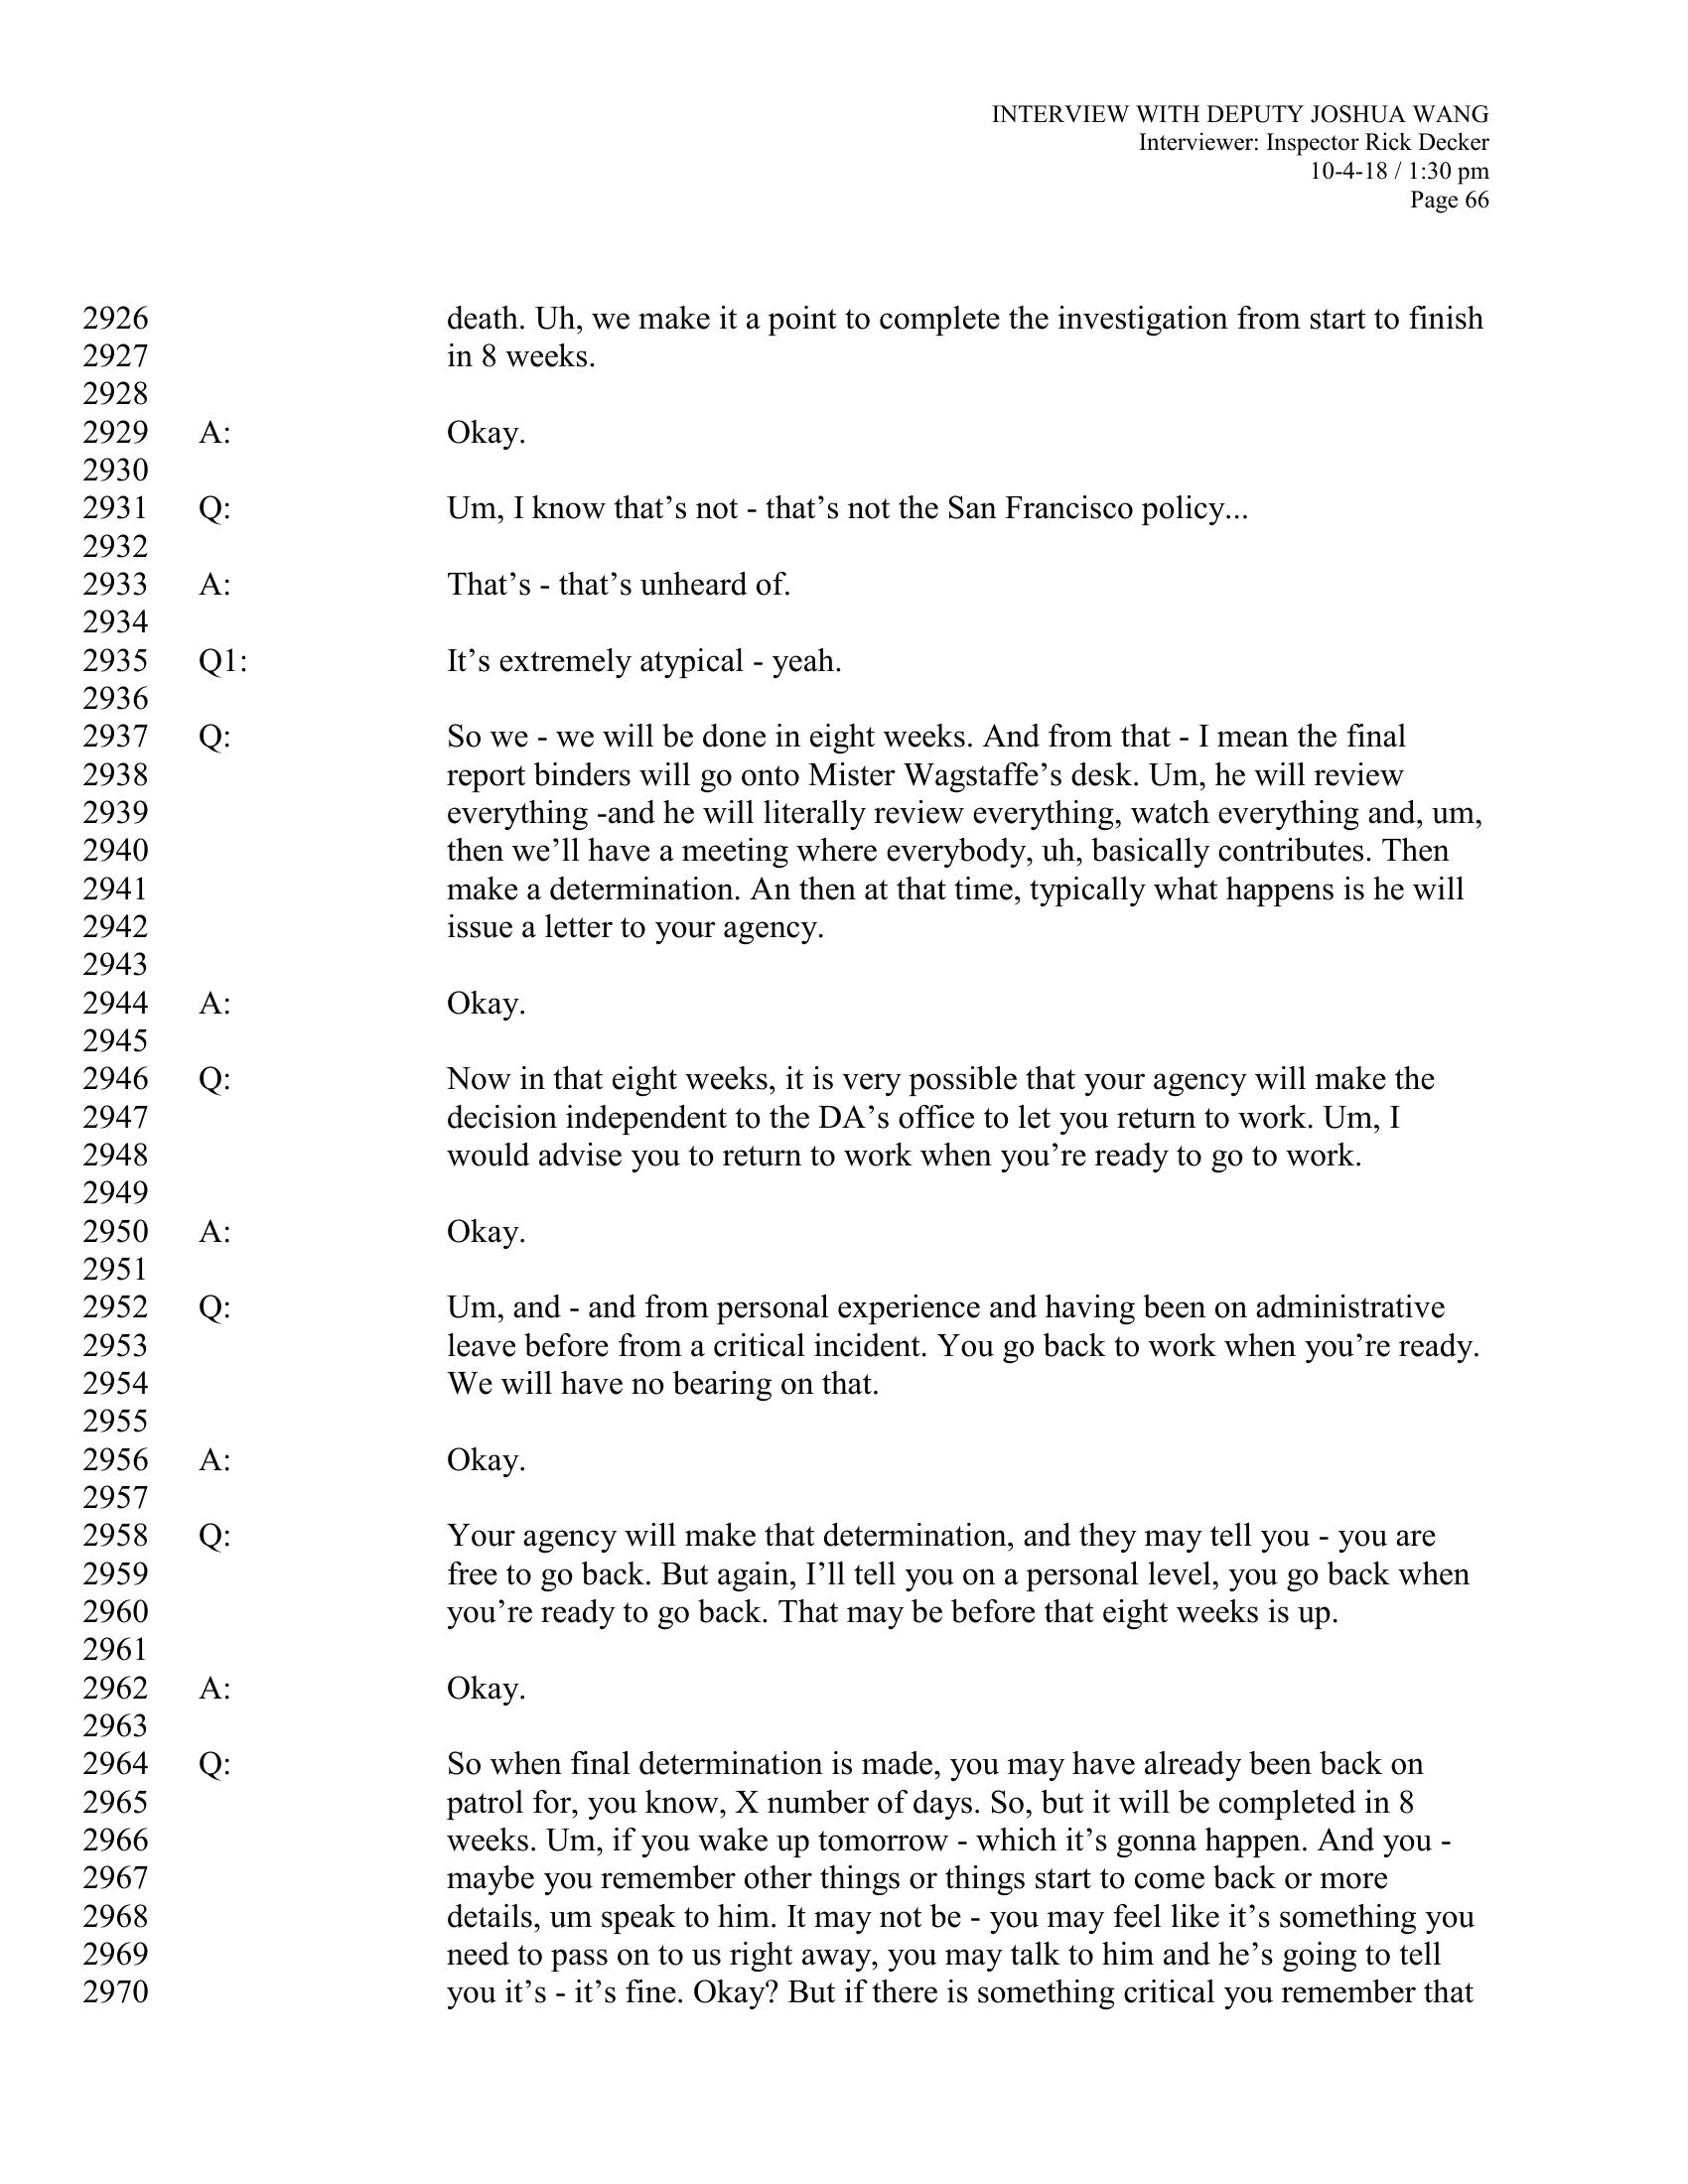 INTERVIEW WITH DEPUTY JOSHUA WANG
Interviewer: Inspector Rick Decker
10-4-18 / 1:30 pm
Page 66
2926 death. Uh, we make it a point to complete the investigation from start to finish
2927 in 8 weeks.
2928
2929 A: Okay.
2930
2931 Q: Um, I know that’s not - that’s not the San Francisco policy...
2932
2933 A: That’s - that’s unheard of.
2934
2935 Q1: It’s extremely atypical - yeah.
2936
2937 Q: So we - we will be done in eight weeks. And from that - I mean the final
2938 report binders will go onto Mister Wagstaffe’s desk. Um, he will review
2939 everything -and he will literally review everything, watch everything and, um,
2940 then we’ll have a meeting where everybody, uh, basically contributes. Then
2941 make a determination. An then at that time, typically what happens is he will
2942 issue a letter to your agency.
2943
2944 A: Okay.
2945
2946 Q: Now in that eight weeks, it is very possible that your agency will make the
2947 decision independent to the DA’s office to let you return to work. Um, I
2948 would advise you to return to work when you’re ready to go to work.
2949
2950 A: Okay.
2951
2952 Q: Um, and - and from personal experience and having been on administrative
2953 leave before from a critical incident. You go back to work when you’re ready.
2954 We will have no bearing on that.
2955
2956 A: Okay.
2957
2958 Q: Your agency will make that determination, and they may tell you - you are
2959 free to go back. But again, I’ll tell you on a personal level, you go back when
2960 you’re ready to go back. That may be before that eight weeks is up.
2961
2962 A: Okay.
2963
2964 Q: So when final determination is made, you may have already been back on
2965 patrol for, you know, X number of days. So, but it will be completed in 8
2966 weeks. Um, if you wake up tomorrow - which it’s gonna happen. And you -
2967 maybe you remember other things or things start to come back or more
2968 details, um speak to him. It may not be - you may feel like it’s something you
2969 need to pass on to us right away, you may talk to him and he’s going to tell
2970 you it’s - it’s fine. Okay? But if there is something critical you remember that